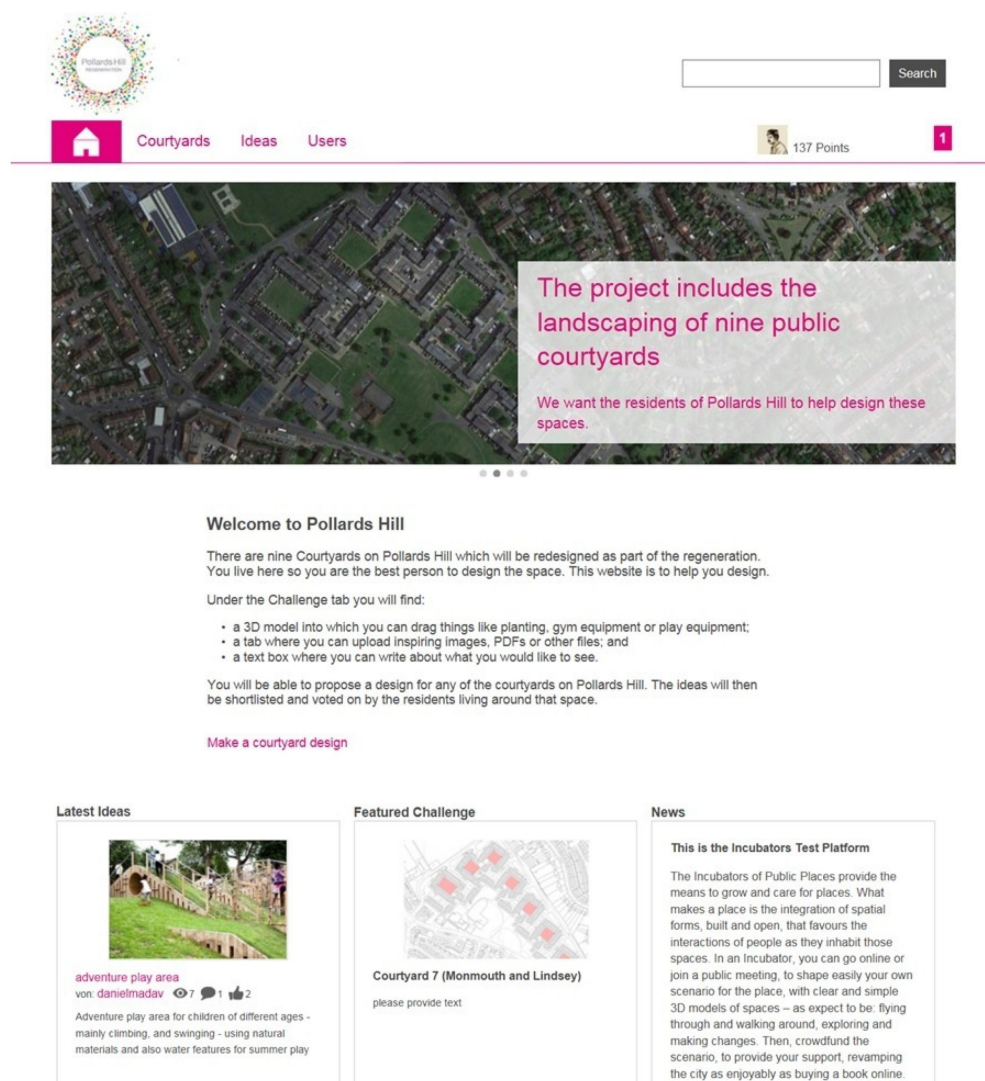 Pollards Hill
REGENERATION
Search
Courtyards Ideas Users
137 Points
1
The project includes the
landscaping of nine public
courtyards
We want the residents of Pollards Hill to help design these
spaces.
Welcome to Pollards Hill
There are nine Courtyards on Pollards Hill which will be redesigned as part of the regeneration.
You live here so you are the best person to design the space. This website is to help you design.
Under the Challenge tab you will find:
• a 3D model into which you can drag things like planting, gym equipment or play equipment;
• a tab where you can upload inspiring images, PDFs or other files; and
• a text box where you can write about what you would like to see.
You will be able to propose a design for any of the courtyards on Pollards Hill. The ideas will then
be shortlisted and voted on by the residents living around that space.
Make a courtyard design
Latest Ideas
adventure play area
von: danielmadav 7 1 2
Adventure play area for children of different ages -
mainly climbing, and swinging - using natural
materials and also water features for summer play
Featured Challenge
Courtyard 7 (Monmouth and Lindsey)
please provide text
News
This is the Incubators Test Platform
The Incubators of Public Places provide the
means to grow and care for places. What
makes a place is the integration of spatial
forms, built and open, that favours the
interactions of people as they inhabit those
spaces. In an Incubator, you can go online or
join a public meeting, to shape easily your own
scenario for the place, with clear and simple
3D models of spaces – as expect to be: flying
through and walking around, exploring and
making changes. Then, crowdfund the
scenario, to provide your support, revamping
the city as enjoyably as buying a book online.